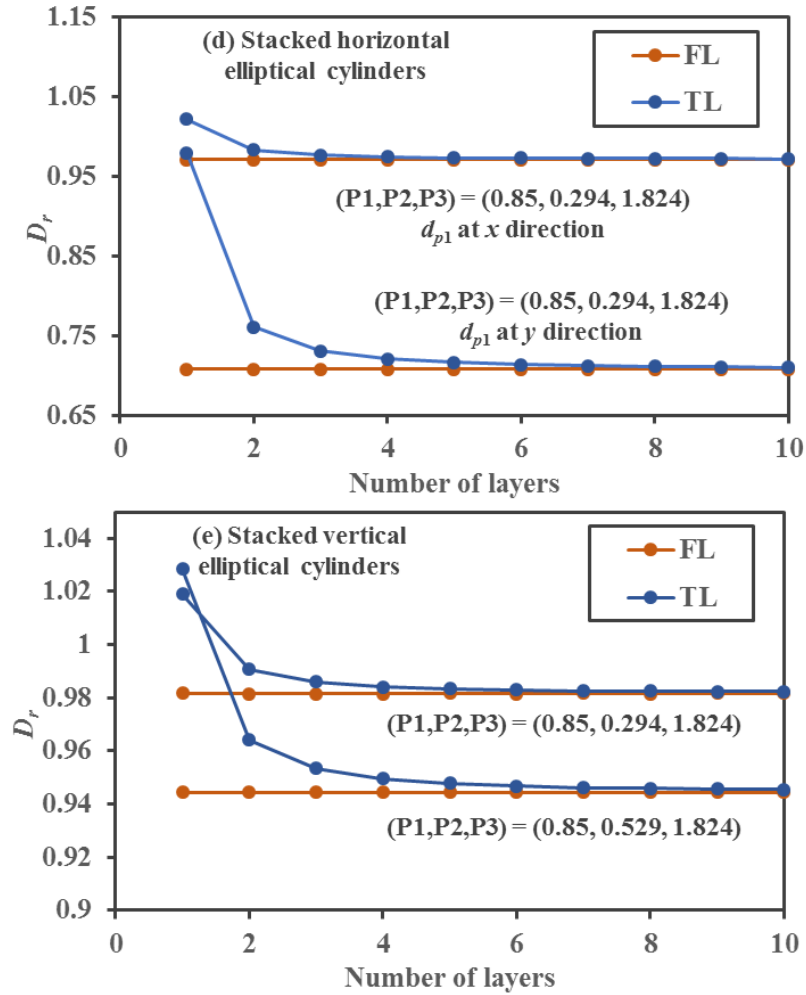 1.15
(d) Stacked horizontal
elliptical cylinders
FL
TL
1.05
0.95
(P1,P2,P3) = (0.85, 0.294, 1.824)
d_p1 at x direction
D_r
0.85
(P1,P2,P3) = (0.85, 0.294, 1.824)
d_p1 at y direction
0.75
0.65
0 2 4 6 8 10
Number of layers
1.04
(e) Stacked vertical
elliptical cylinders
FL
TL
1.02
1
0.98
(P1,P2,P3) = (0.85, 0.294, 1.824)
D_r
0.96
0.94
(P1,P2,P3) = (0.85, 0.529, 1.824)
0.92
0.9
0 2 4 6 8 10
Number of layers